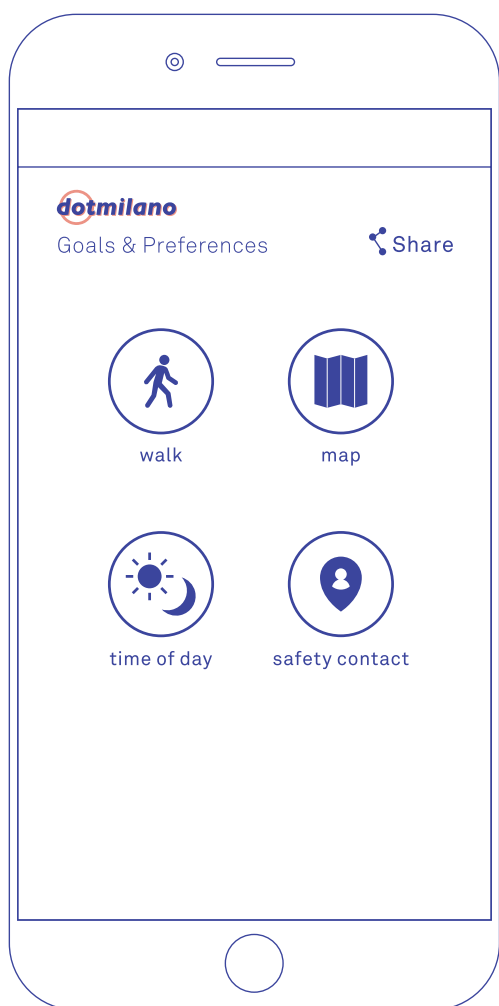 dotmilano
Goals & Preferences
Share
walk
map
time of day
safety contact